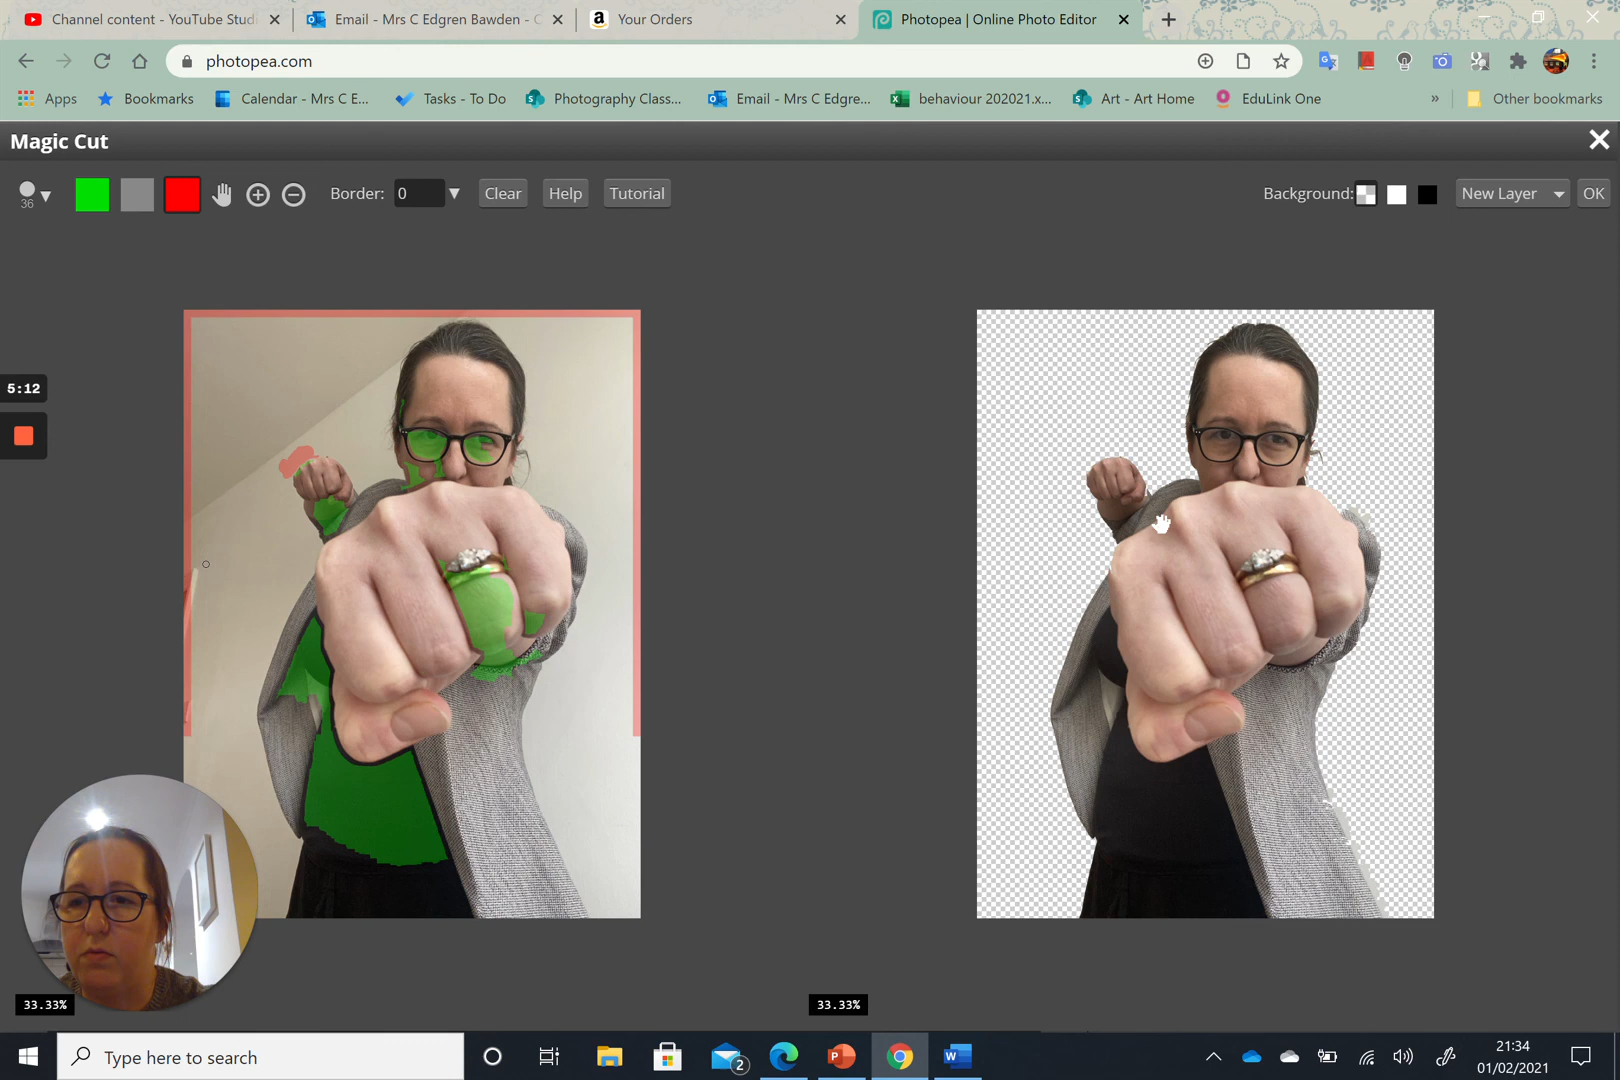 Channel content - YouTube Studi
Email - Mrs C Edgren Bawden - C
Your Orders
Photopea | Online Photo Editor
photopea.com
Apps
Bookmarks
Calendar - Mrs C E...
Tasks - To Do
Photography Class...
Email - Mrs C Edgre...
behaviour 202021.x...
Art - Art Home
EduLink One
»
Other bookmarks
Magic Cut
36
Border:
0
Clear
Help
Tutorial
Background:
New Layer
OK
5:12
33.33%
33.33%
Type here to search
2
21:34
01/02/2021